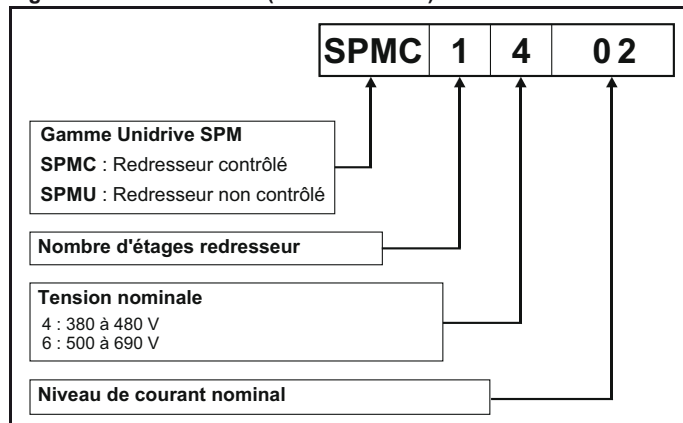 SPMC 1 4 02
Gamme Unidrive SPM
SPMC : Redresseur contrôlé
SPMU : Redresseur non contrôlé
Nombre d'étages redresseur
Tension nominale
4 : 380 à 480 V
6 : 500 à 690 V
Niveau de courant nominal